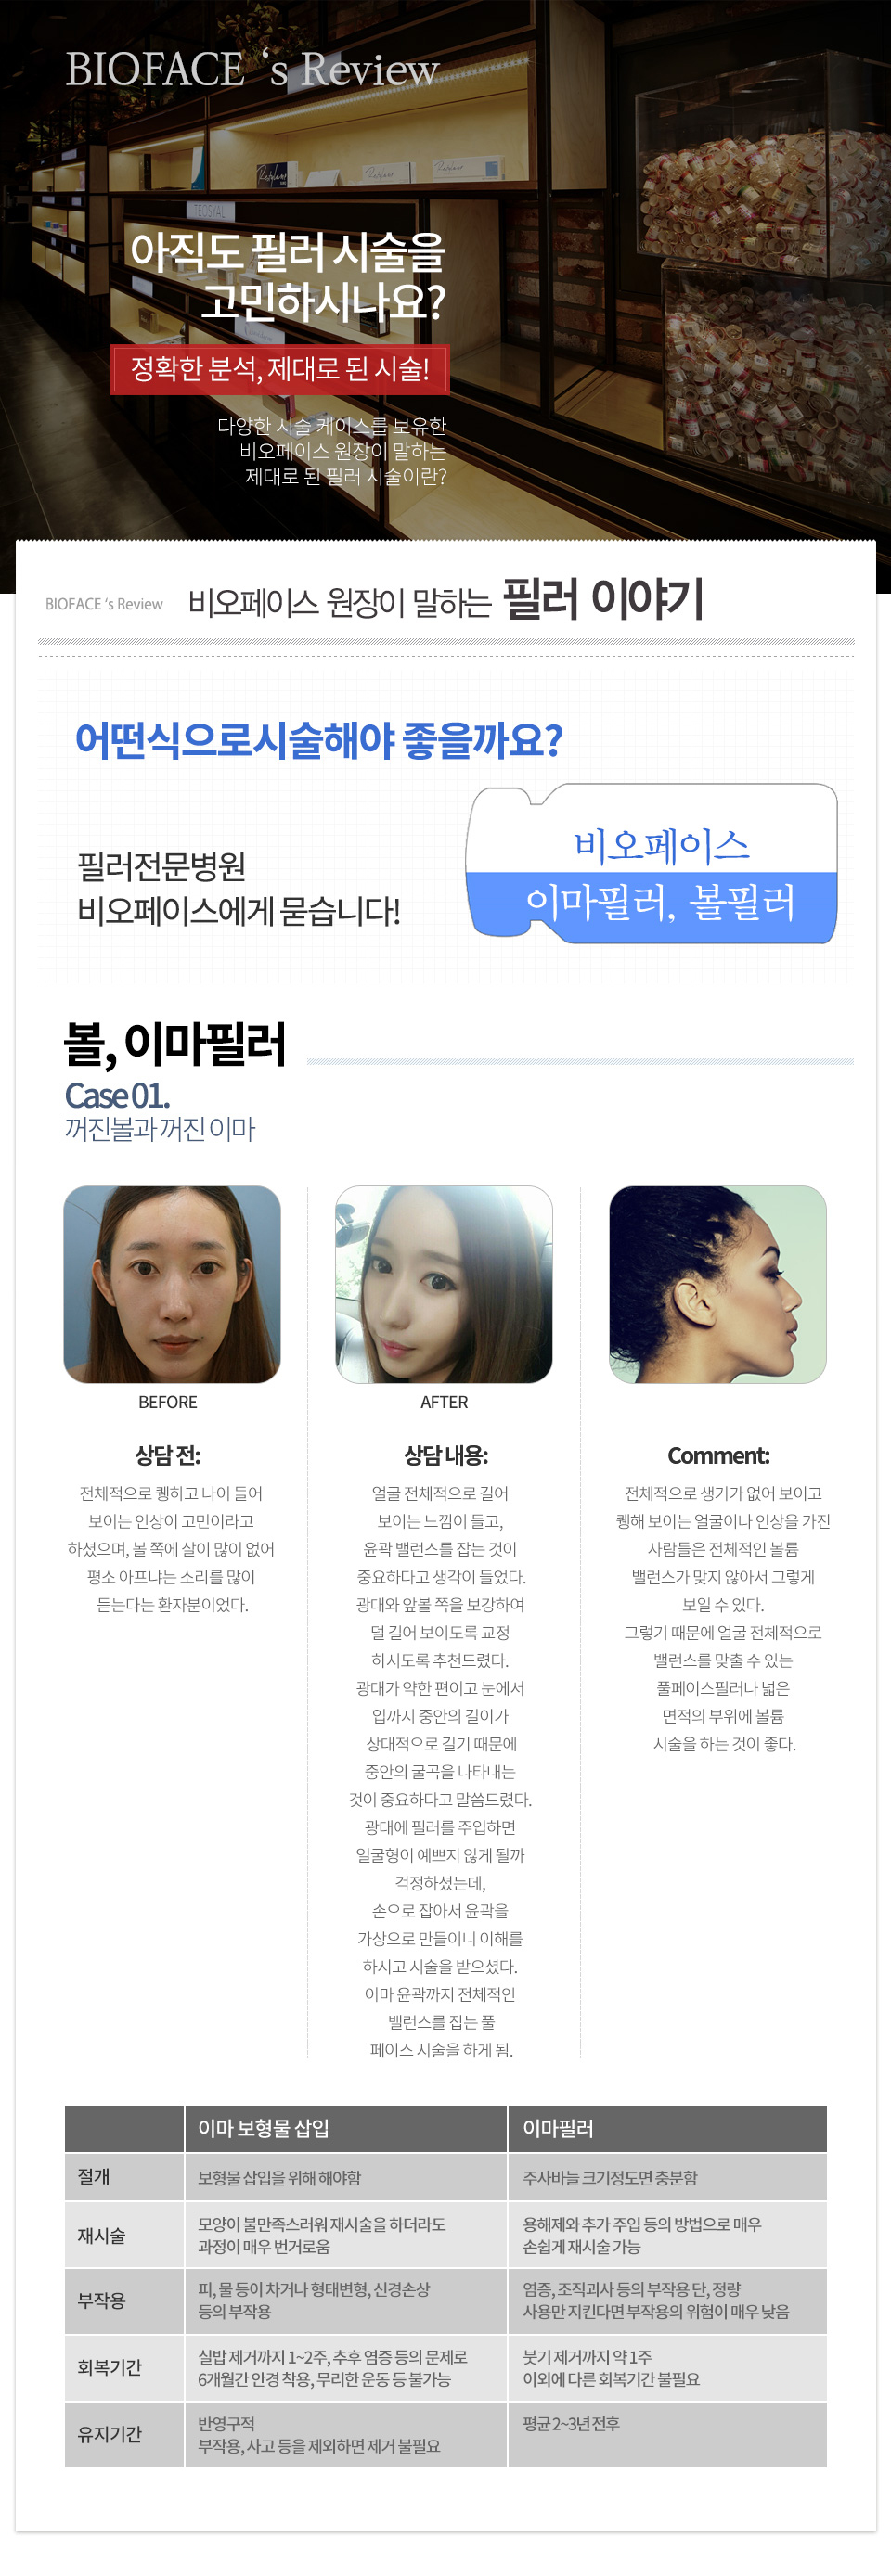 BIOFACE ‘s Review
TEOSYAL
Restylane
아직도 필러 시술을
고민하시나요?
정확한 분석, 제대로 된 시술!
다양한 시술 케이스를 보유한
비오페이스 원장이 말하는
제대로 된 필러 시술이란?
BIOFACE ‘s Review
비오페이스 원장이 말하는 필러 이야기
어떤식으로시술해야 좋을까요?
필러전문병원
비오페이스에게 묻습니다!
비오페이스
이마필러, 볼필러
볼, 이마필러
Case 01.
꺼진볼과 꺼진 이마
BEFORE
상담 전:
전체적으로 퀭하고 나이 들어
보이는 인상이 고민이라고
하셨으며, 볼 쪽에 살이 많이 없어
평소 아프냐는 소리를 많이
듣는다는 환자분이었다.
AFTER
상담 내용:
얼굴 전체적으로 길어
보이는 느낌이 들고,
윤곽 밸런스를 잡는 것이
중요하다고 생각이 들었다.
광대와 앞볼 쪽을 보강하여
덜 길어 보이도록 교정
하시도록 추천드렸다.
광대가 약한 편이고 눈에서
입까지 중안의 길이가
상대적으로 길기 때문에
중안의 굴곡을 나타내는
것이 중요하다고 말씀드렸다.
광대에 필러를 주입하면
얼굴형이 예쁘지 않게 될까
걱정하셨는데,
손으로 잡아서 윤곽을
가상으로 만들이니 이해를
하시고 시술을 받으셨다.
이마 윤곽까지 전체적인
밸런스를 잡는 풀
페이스 시술을 하게 됨.
Comment:
전체적으로 생기가 없어 보이고
퀭해 보이는 얼굴이나 인상을 가진
사람들은 전체적인 볼륨
밸런스가 맞지 않아서 그렇게
보일 수 있다.
그렇기 때문에 얼굴 전체적으로
밸런스를 맞출 수 있는
풀페이스필러나 넓은
면적의 부위에 볼륨
시술을 하는 것이 좋다.
이마 보형물 삽입
이마필러
절개
보형물 삽입을 위해 해야함
주사바늘 크기정도면 충분함
재시술
모양이 불만족스러워 재시술을 하더라도
과정이 매우 번거로움
용해제와 추가 주입 등의 방법으로 매우
손쉽게 재시술 가능
부작용
피, 물 등이 차거나 형태변형, 신경손상
등의 부작용
염증, 조직괴사 등의 부작용 단, 정량
사용만 지킨다면 부작용의 위험이 매우 낮음
회복기간
실밥 제거까지 1~2주, 추후 염증 등의 문제로
6개월간 안경 착용, 무리한 운동 등 불가능
붓기 제거까지 약 1주
이외에 다른 회복기간 불필요
유지기간
반영구적
부작용, 사고 등을 제외하면 제거 불필요
평균 2~3년 전후